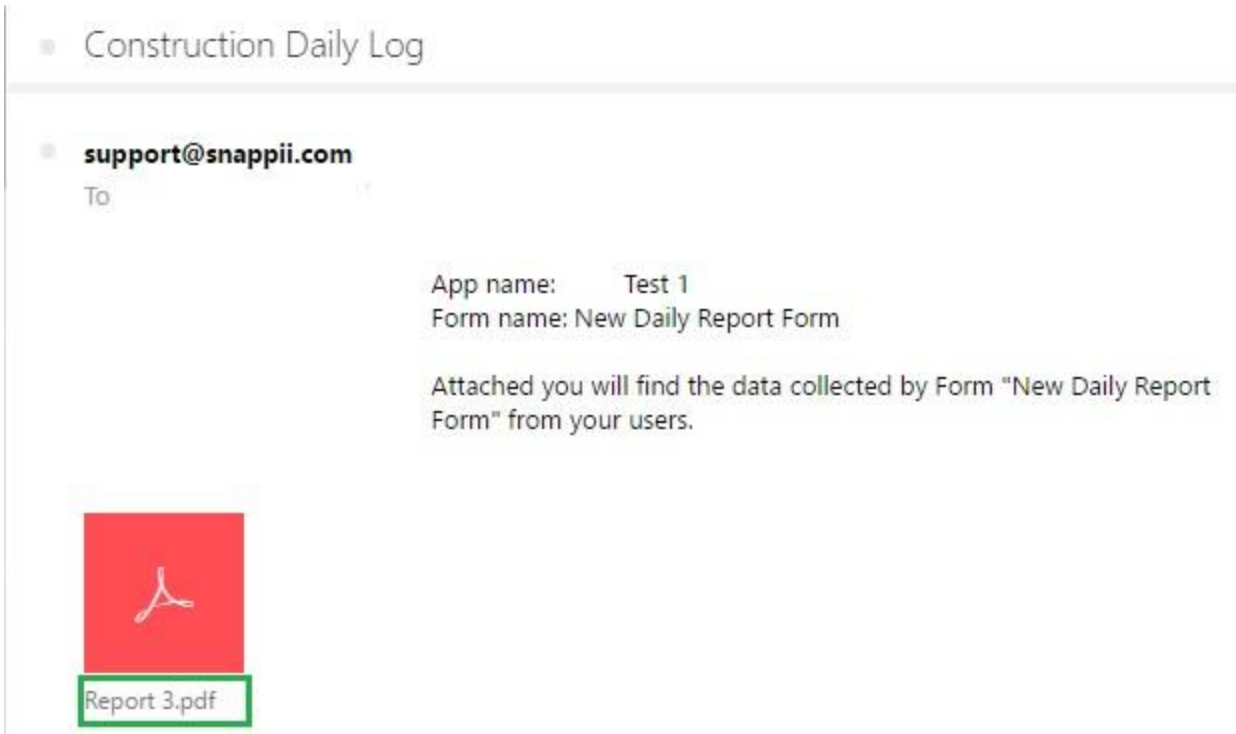 Construction Daily Log
support@snappii.com
To
App name: Test 1
Form name: New Daily Report Form
Attached you will find the data collected by Form "New Daily Report
Form" from your users.
Report 3.pdf